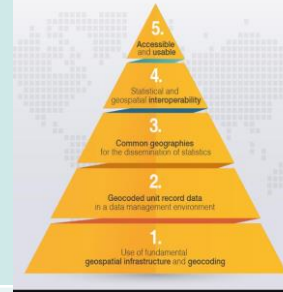 5.
Accessible
and usable
4.
Statistical and
geospatial interoperability
3.
Common geographies
for the dissemination of statistics
2.
Geocoded unit record data
in a data management environment
1.
Use of fundamental
geospatial infrastructure and geocoding